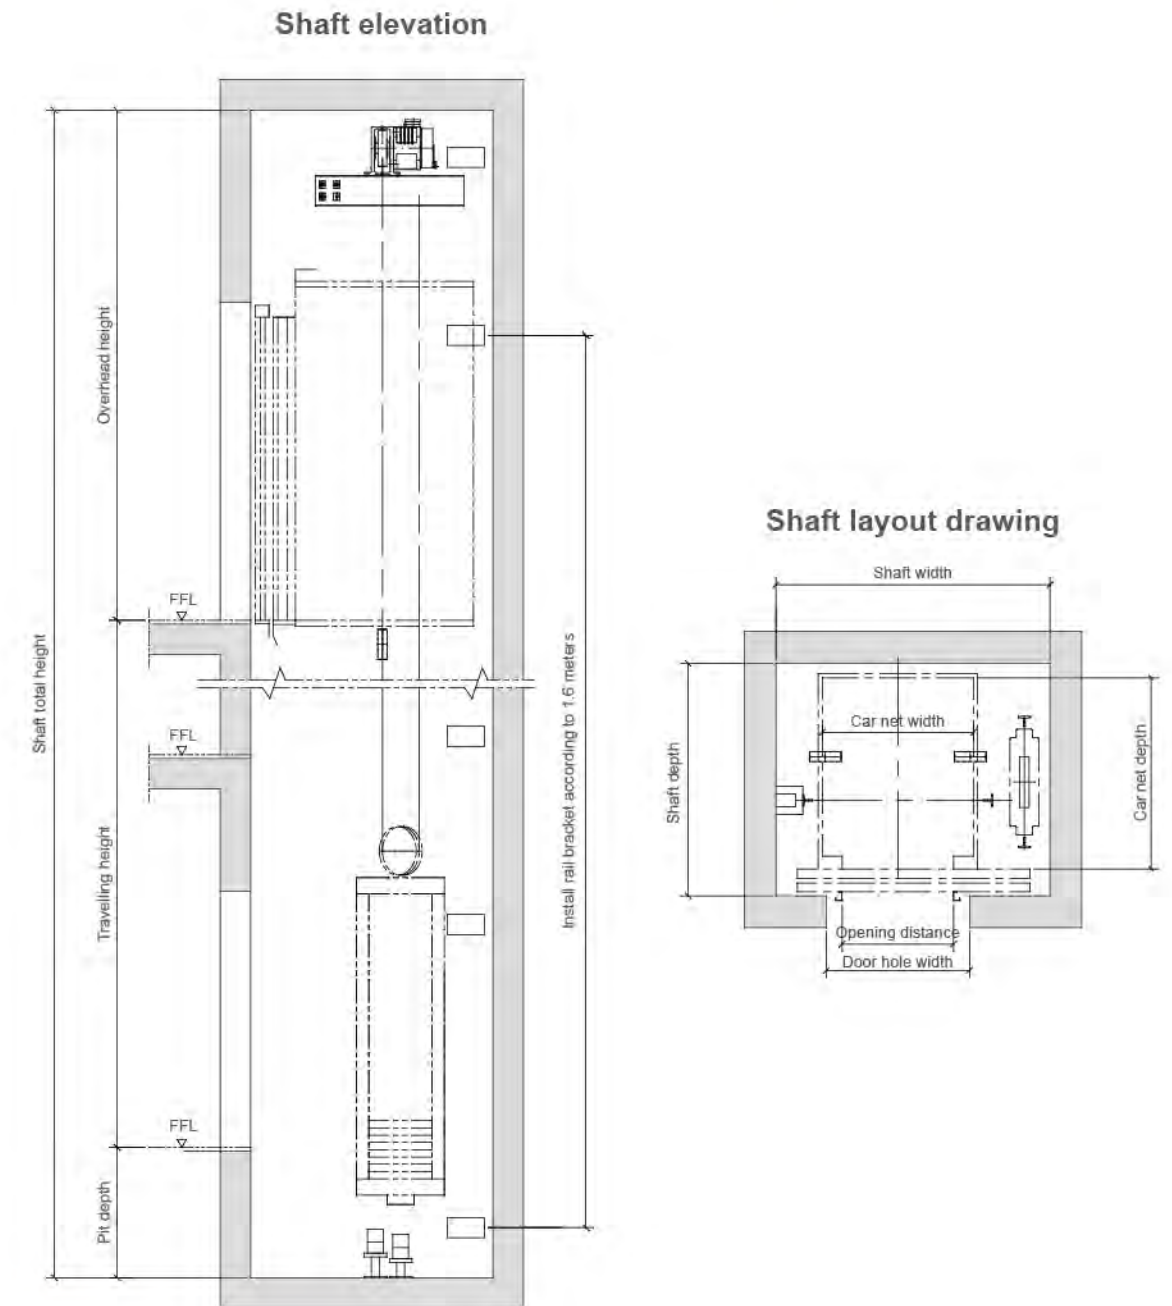 Shaft elevation
Overhead height
FFL
Shaft total height
FFL
Install rail bracket according to 1.6 meters
Travelling height
FFL
Pit depth
Shaft layout drawing
Shaft width
Car net width
Shaft depth
Car net depth
Opening distance
Door hole width